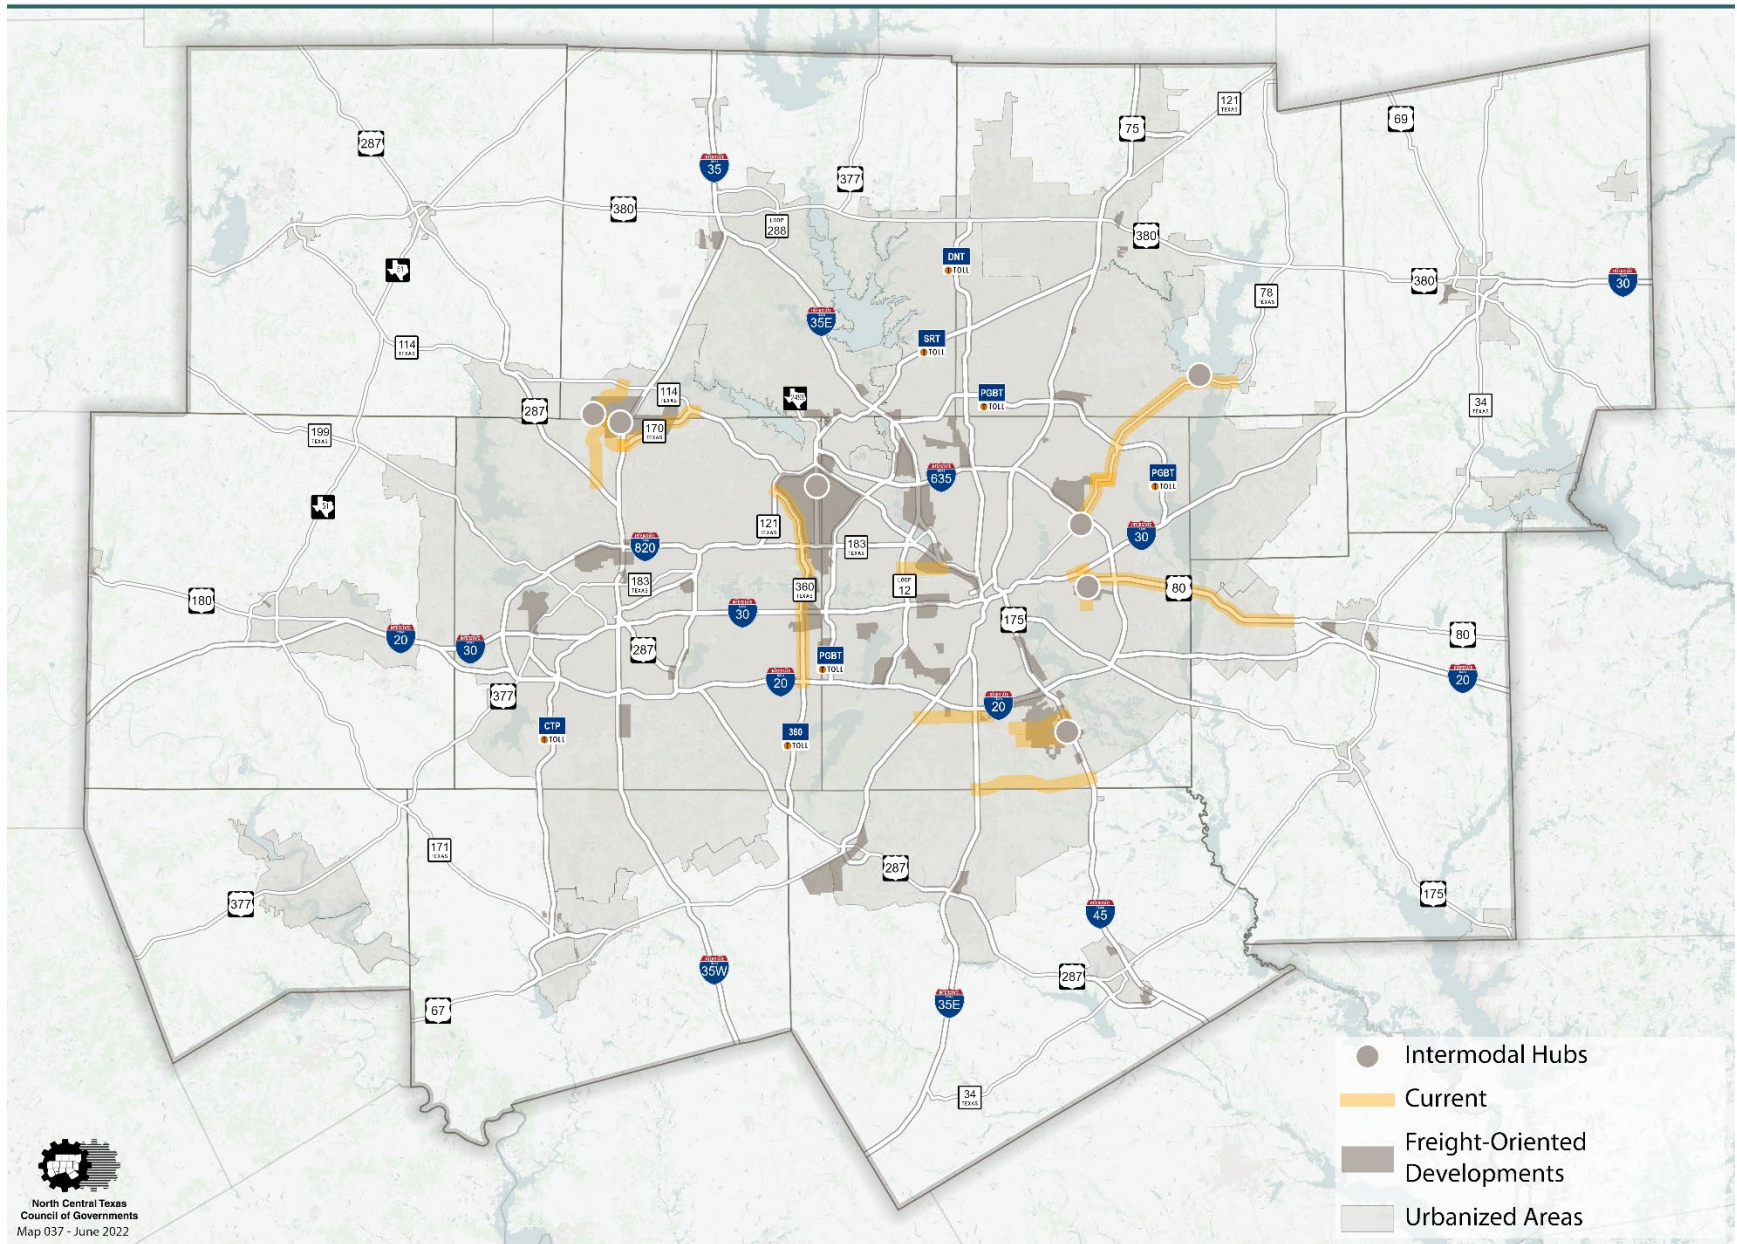 121
TEXAS
69
75
287
35
377
380
LOOP
288
380
DNT
TOLL
380
30
78
TEXAS
35E
SRT
TOLL
114
TEXAS
114
TEXAS
PGBT
TOLL
34
TEXAS
287
170
TEXAS
199
TEXAS
635
PGBT
TOLL
121
TEXAS
30
820
183
TEXAS
183
TEXAS
360
TEXAS
LOOP
12
80
180
30
175
20
30
287
80
PGBT
TOLL
20
20
377
20
CTP
TOLL
360
TOLL
171
TEXAS
287
377
175
45
35W
287
35E
67
34
TEXAS
Intermodal Hubs
Current
Freight-Oriented
Developments
Urbanized Areas
North Central Texas
Council of Governments
Map 037 - June 2022